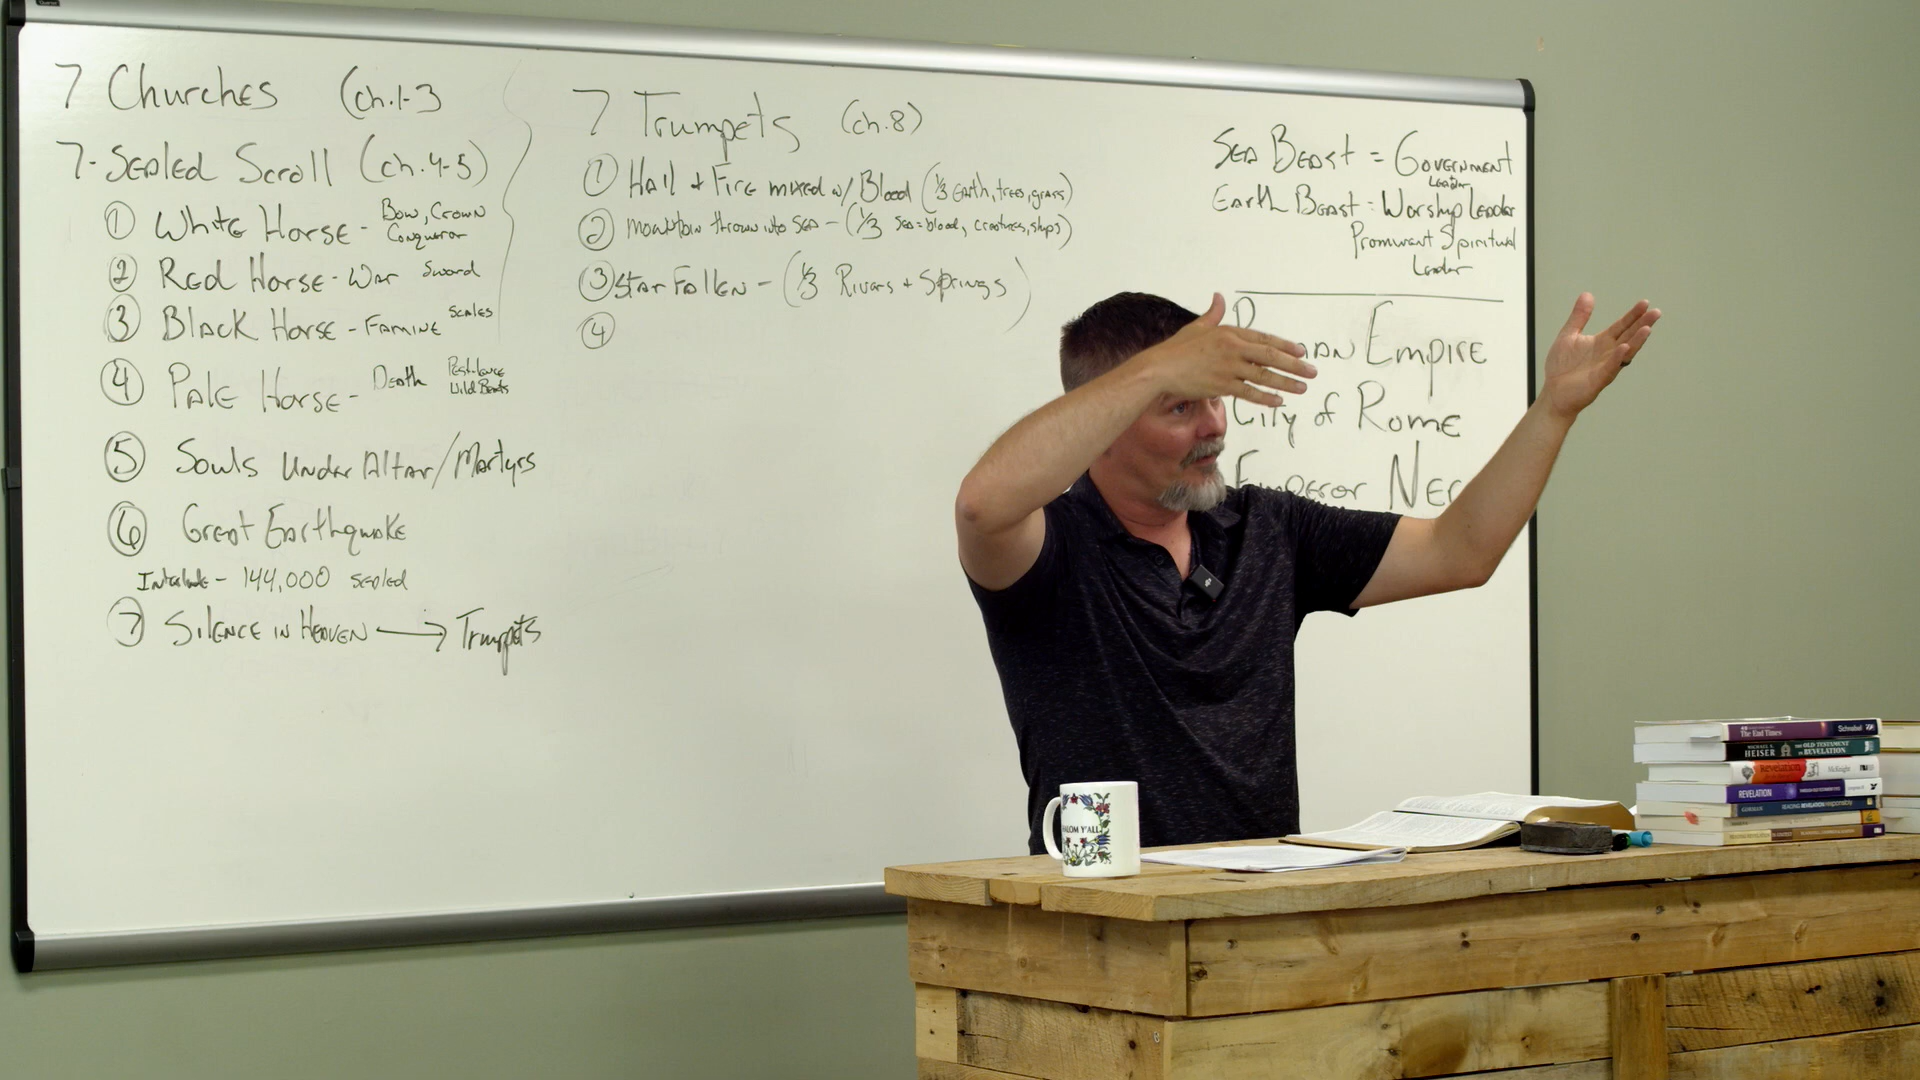 7 Churches (ch.1-3
7-Sealed Scroll (ch.4-5)
① White Horse - Bow, Crown
Conqueror
② Red Horse - War Sword
③ Black Horse - Famine Scales
④ Pale Horse - Death Pestilence
Wild Beasts
⑤ Souls Under Altar/Martyrs
⑥ Great Earthquake
Interlude - 144,000 sealed
⑦ Silence in Heaven → Trumpets
7 Trumpets (ch.8)
① Hail + Fire mixed w/ Blood (1/3 Earth, trees, grass)
② Mountain thrown into Sea - (1/3 Sea = blood, creatures, ships)
③ Star Fallen - (1/3 Rivers + Springs)
④
Sea Beast = Government
Leader
Earth Beast = Worship Leader
Prominent Spiritual
Leader
Empire
City of Rome
Emperor
SHALOM Y'ALL
The End Times Schnabel
MICHAEL S. HEISER THE OLD TESTAMENT IN REVELATION
Revelation McKnight
REVELATION
GORMAN READING REVELATION responsibly